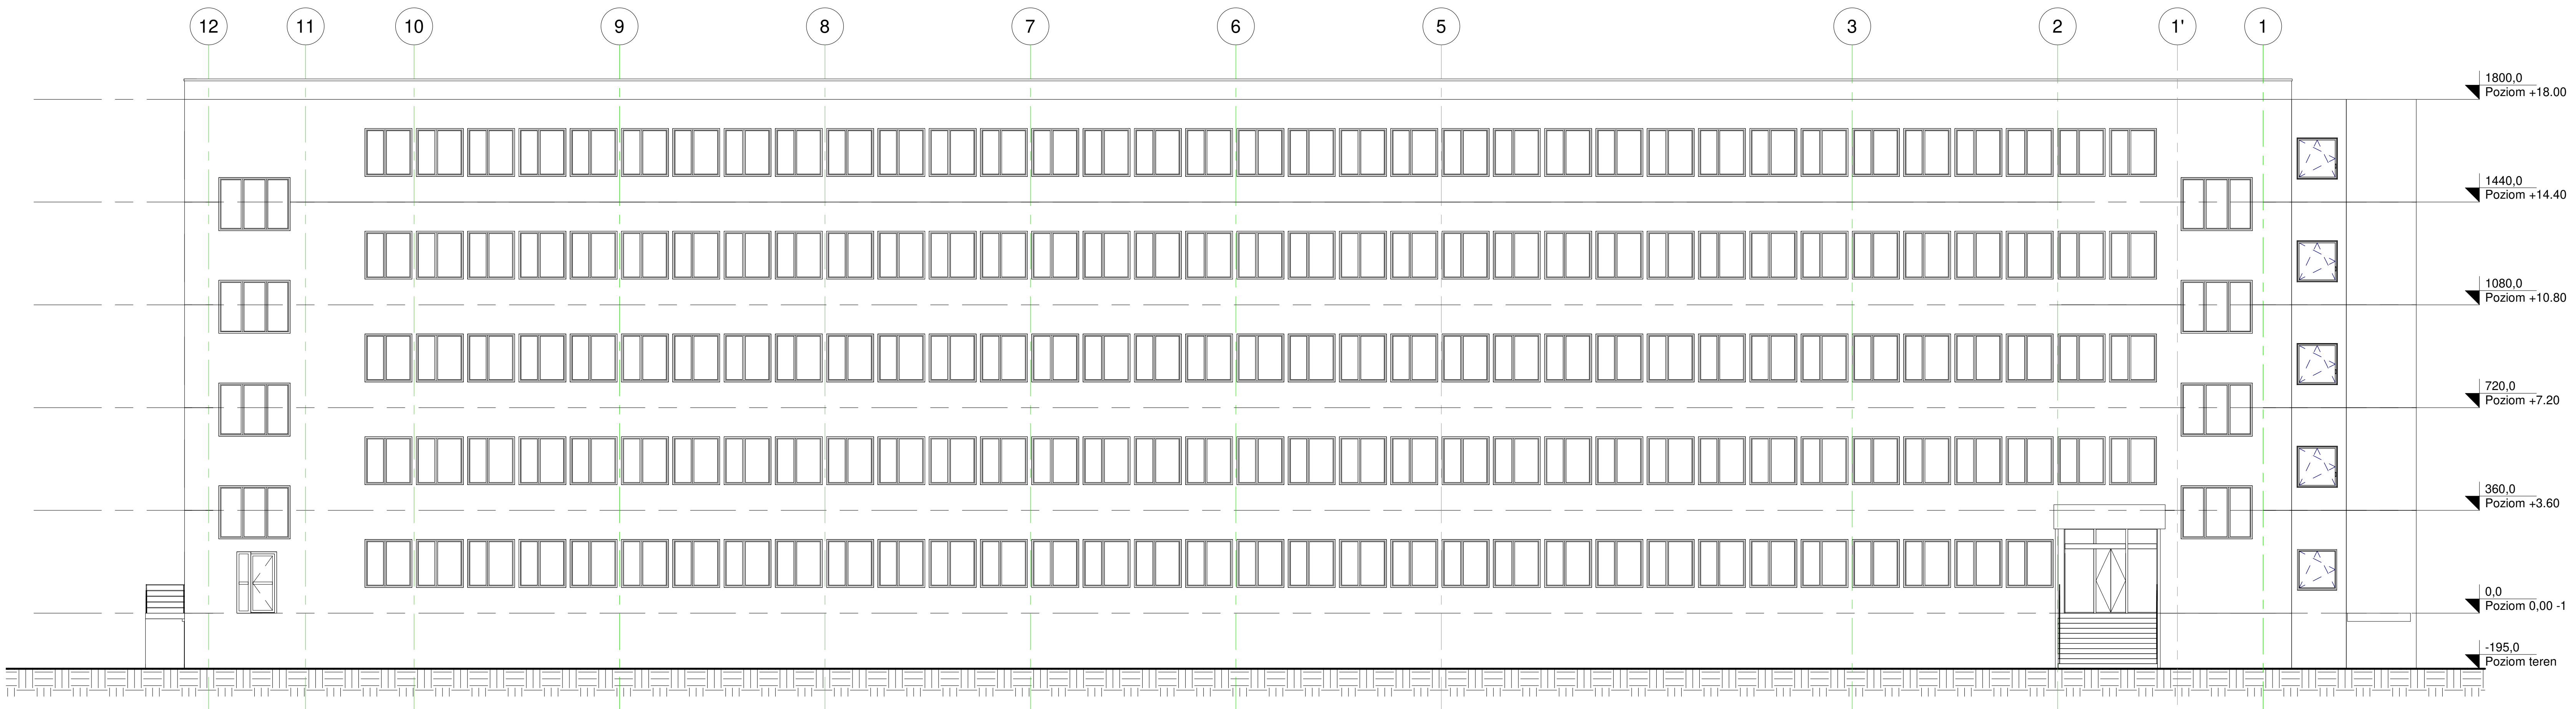 12
11
10
9
8
7
6
5
3
2
1'
1
1800,0
Poziom +18.00
1440,0
Poziom +14.40
1080,0
Poziom +10.80
720,0
Poziom +7.20
360,0
Poziom +3.60
0,0
Poziom 0,00 -1
-195,0
Poziom teren